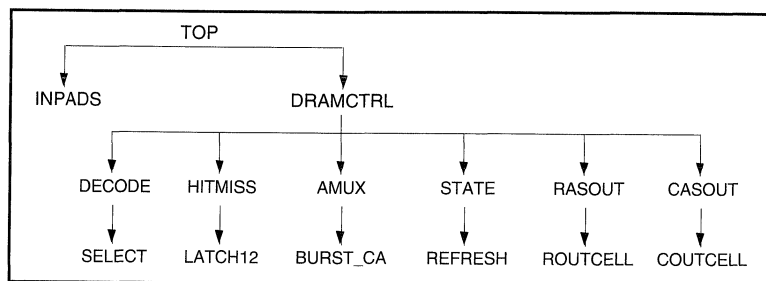 TOP
INPADS DRAMCTRL
DECODE HITMISS AMUX STATE RASOUT CASOUT
SELECT LATCH12 BURST_CA REFRESH ROUTCELL COUTCELL